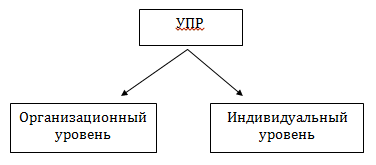 УПР
Организационный
уровень
Индивидуальный
уровень